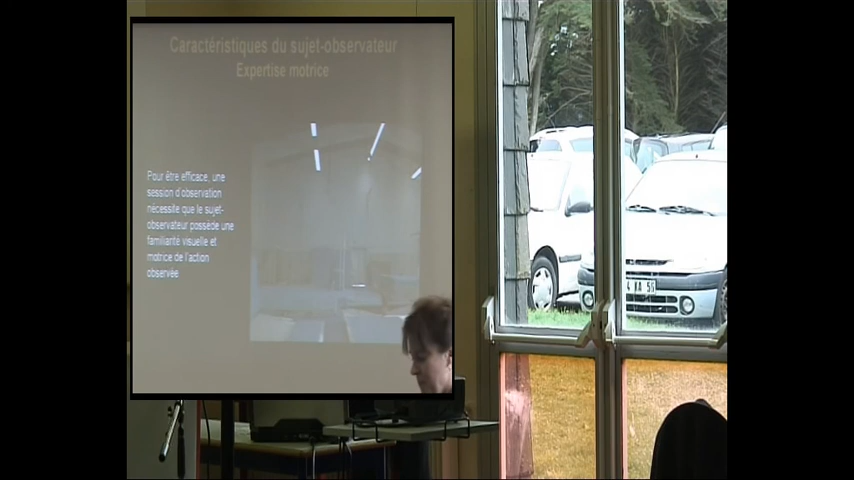 Caractéristiques du sujet-observateur
Expertise motrice
Pour être efficace, une
session d'observation
nécessite que le sujet-
observateur possède une
familiarité visuelle et
motrice de l'action
observée